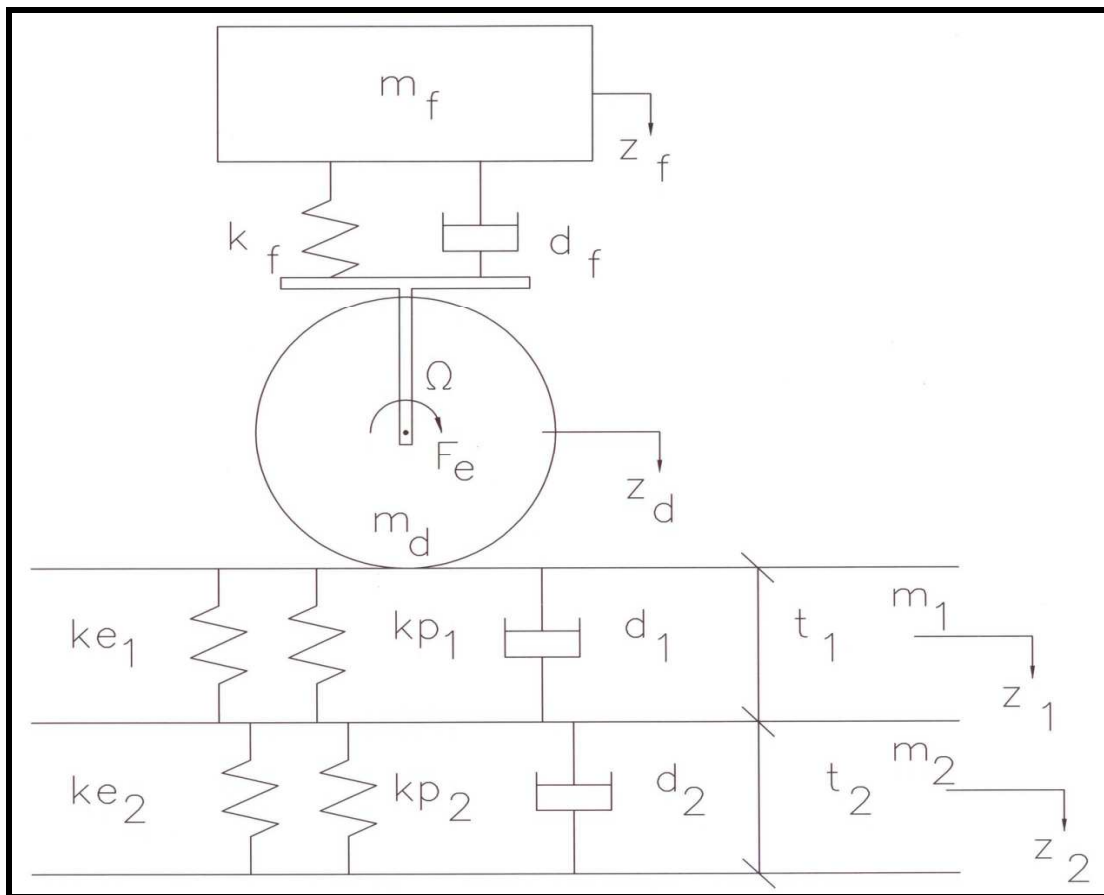 m_f
z_f
k_f d_f
Ω
F_e
z_d
m_d
ke_1 kp_1 d_1 t_1 m_1
z_1
ke_2 kp_2 d_2 t_2 m_2
z_2